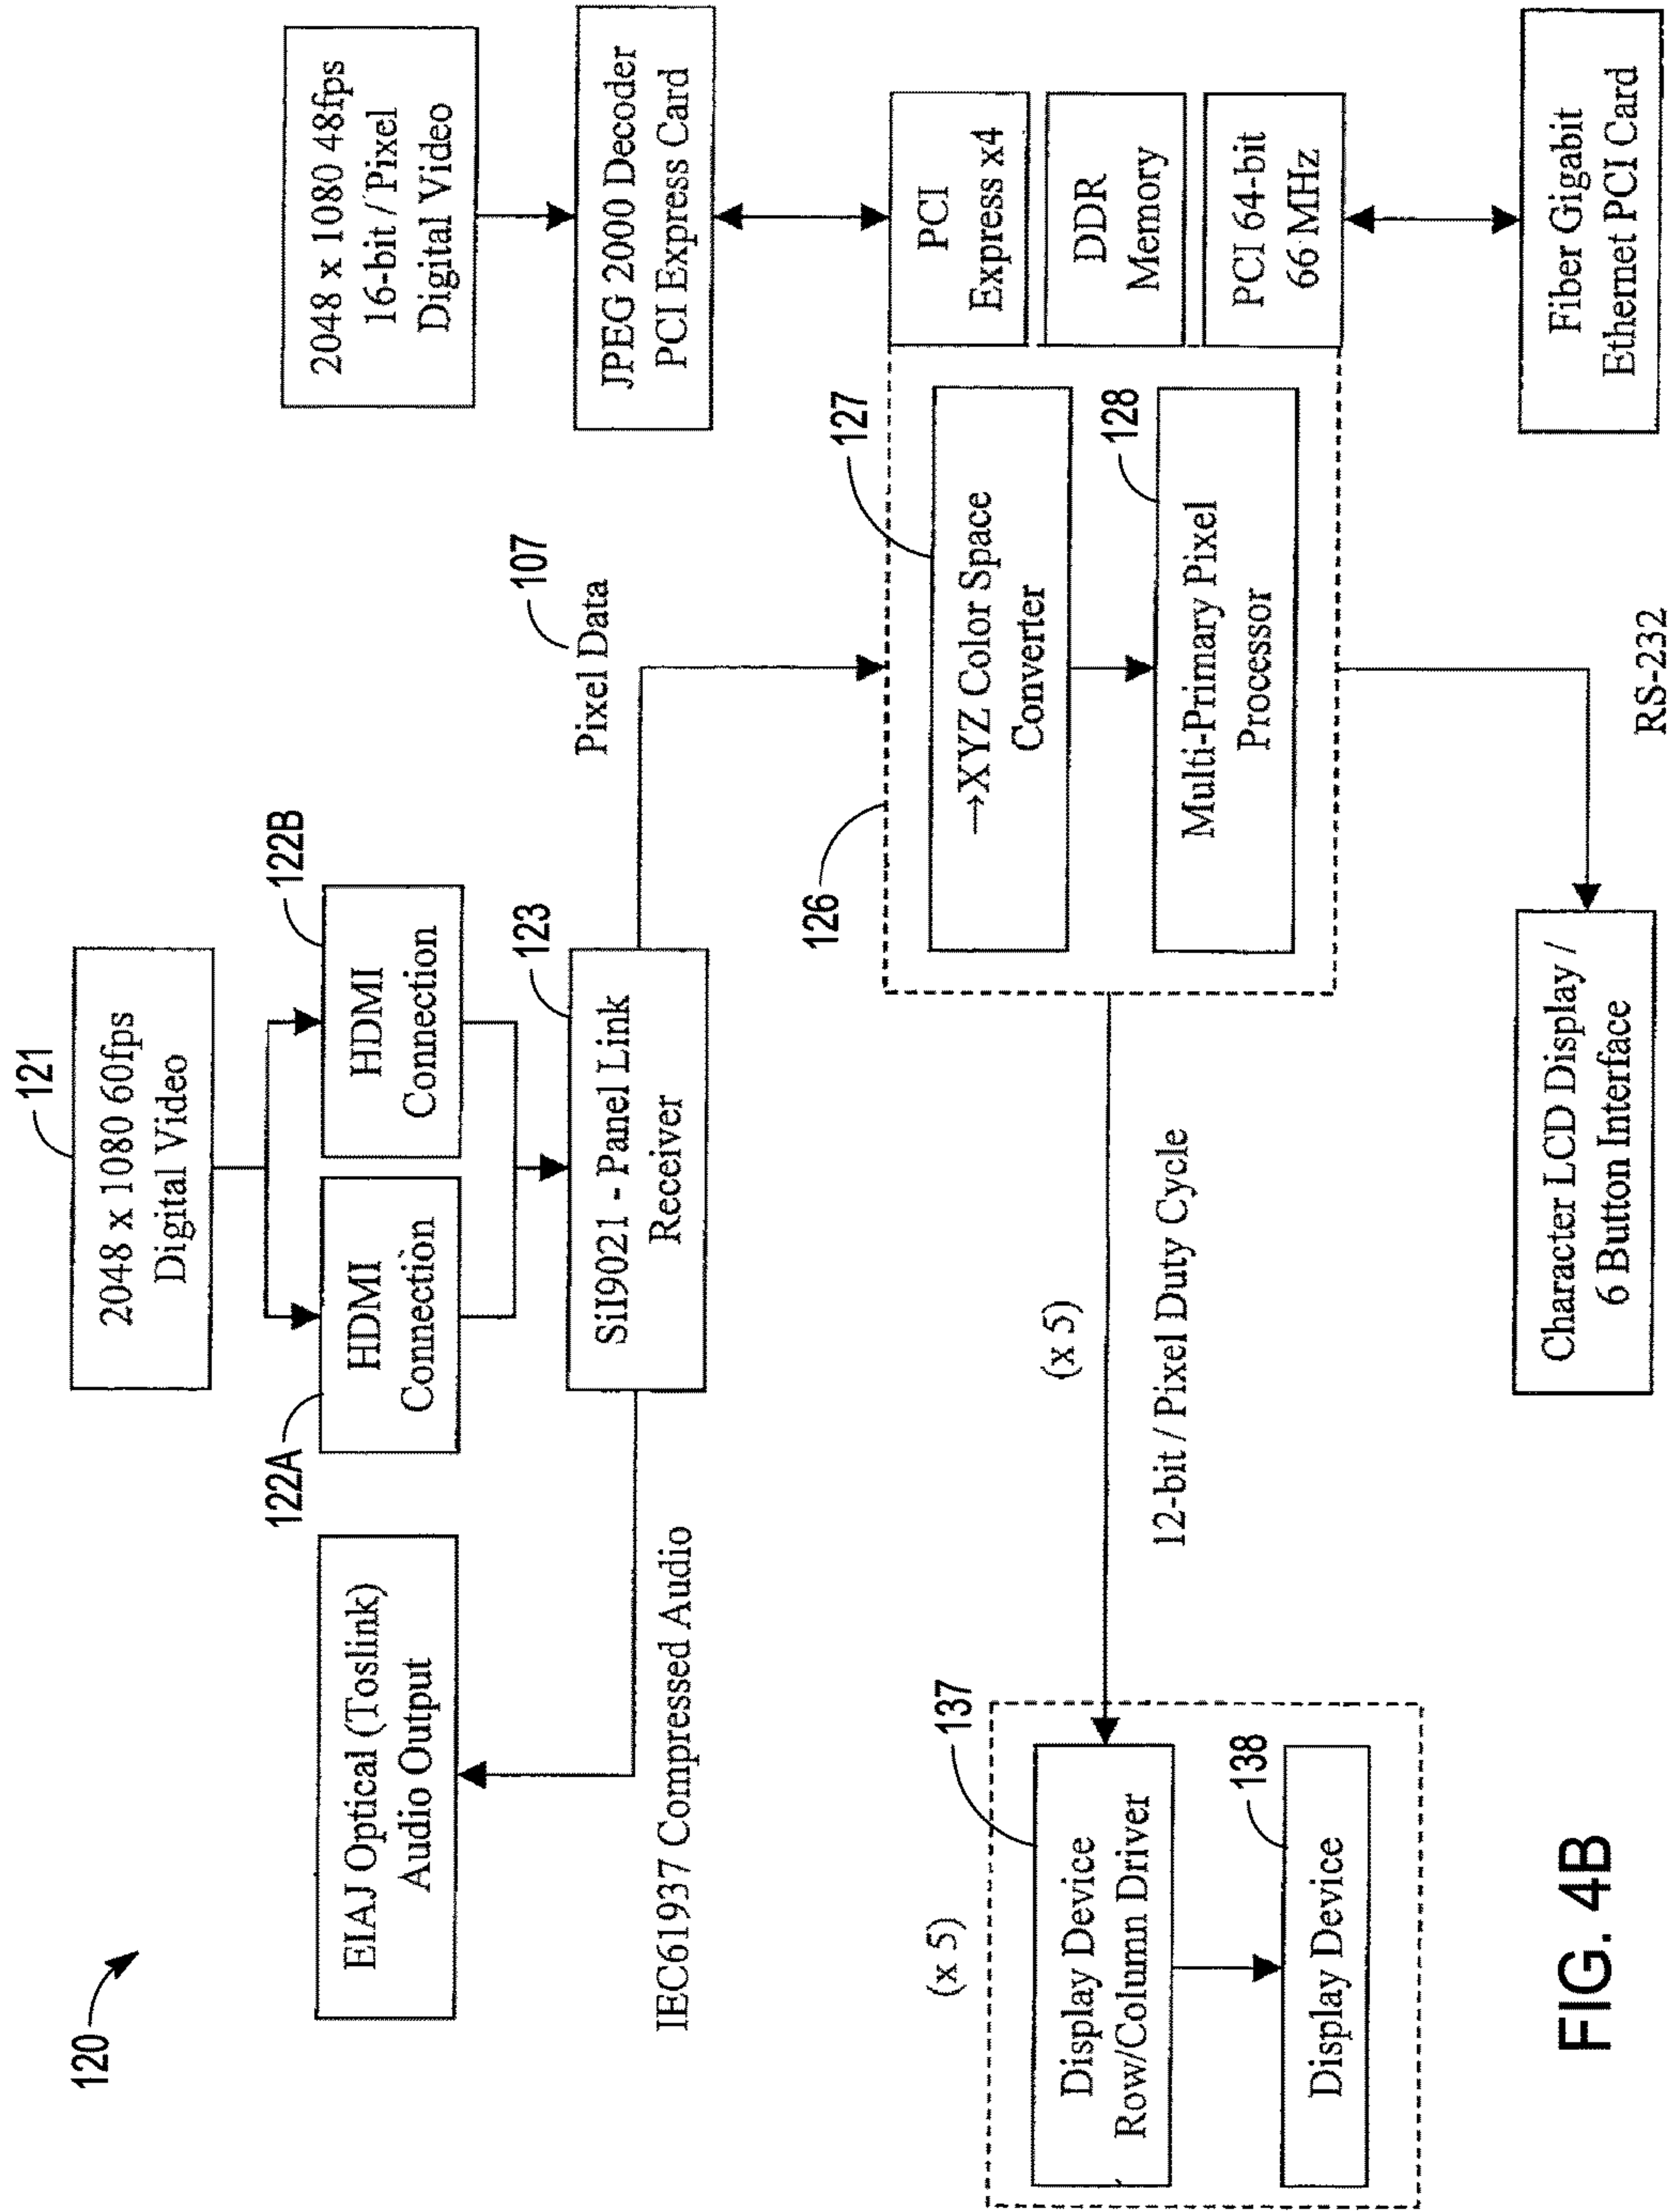 120
121
2048 x 1080 60fps
Digital Video
122A
HDMI
Connection
122B
HDMI
Connection
123
SiI9021 - Panel Link
Receiver
EIAJ Optical (Toslink)
Audio Output
IEC61937 Compressed Audio
2048 x 1080 48fps
16-bit / Pixel
Digital Video
JPEG 2000 Decoder
PCI Express Card
107
Pixel Data
126
127
→XYZ Color Space
Converter
128
Multi-Primary Pixel
Processor
PCI
Express x4
DDR
Memory
PCI 64-bit
66 MHz
Fiber Gigabit
Ethernet PCI Card
(x 5)
12-bit / Pixel Duty Cycle
(x 5)
137
Display Device
Row/Column Driver
138
Display Device
Character LCD Display /
6 Button Interface
RS-232
FIG. 4B